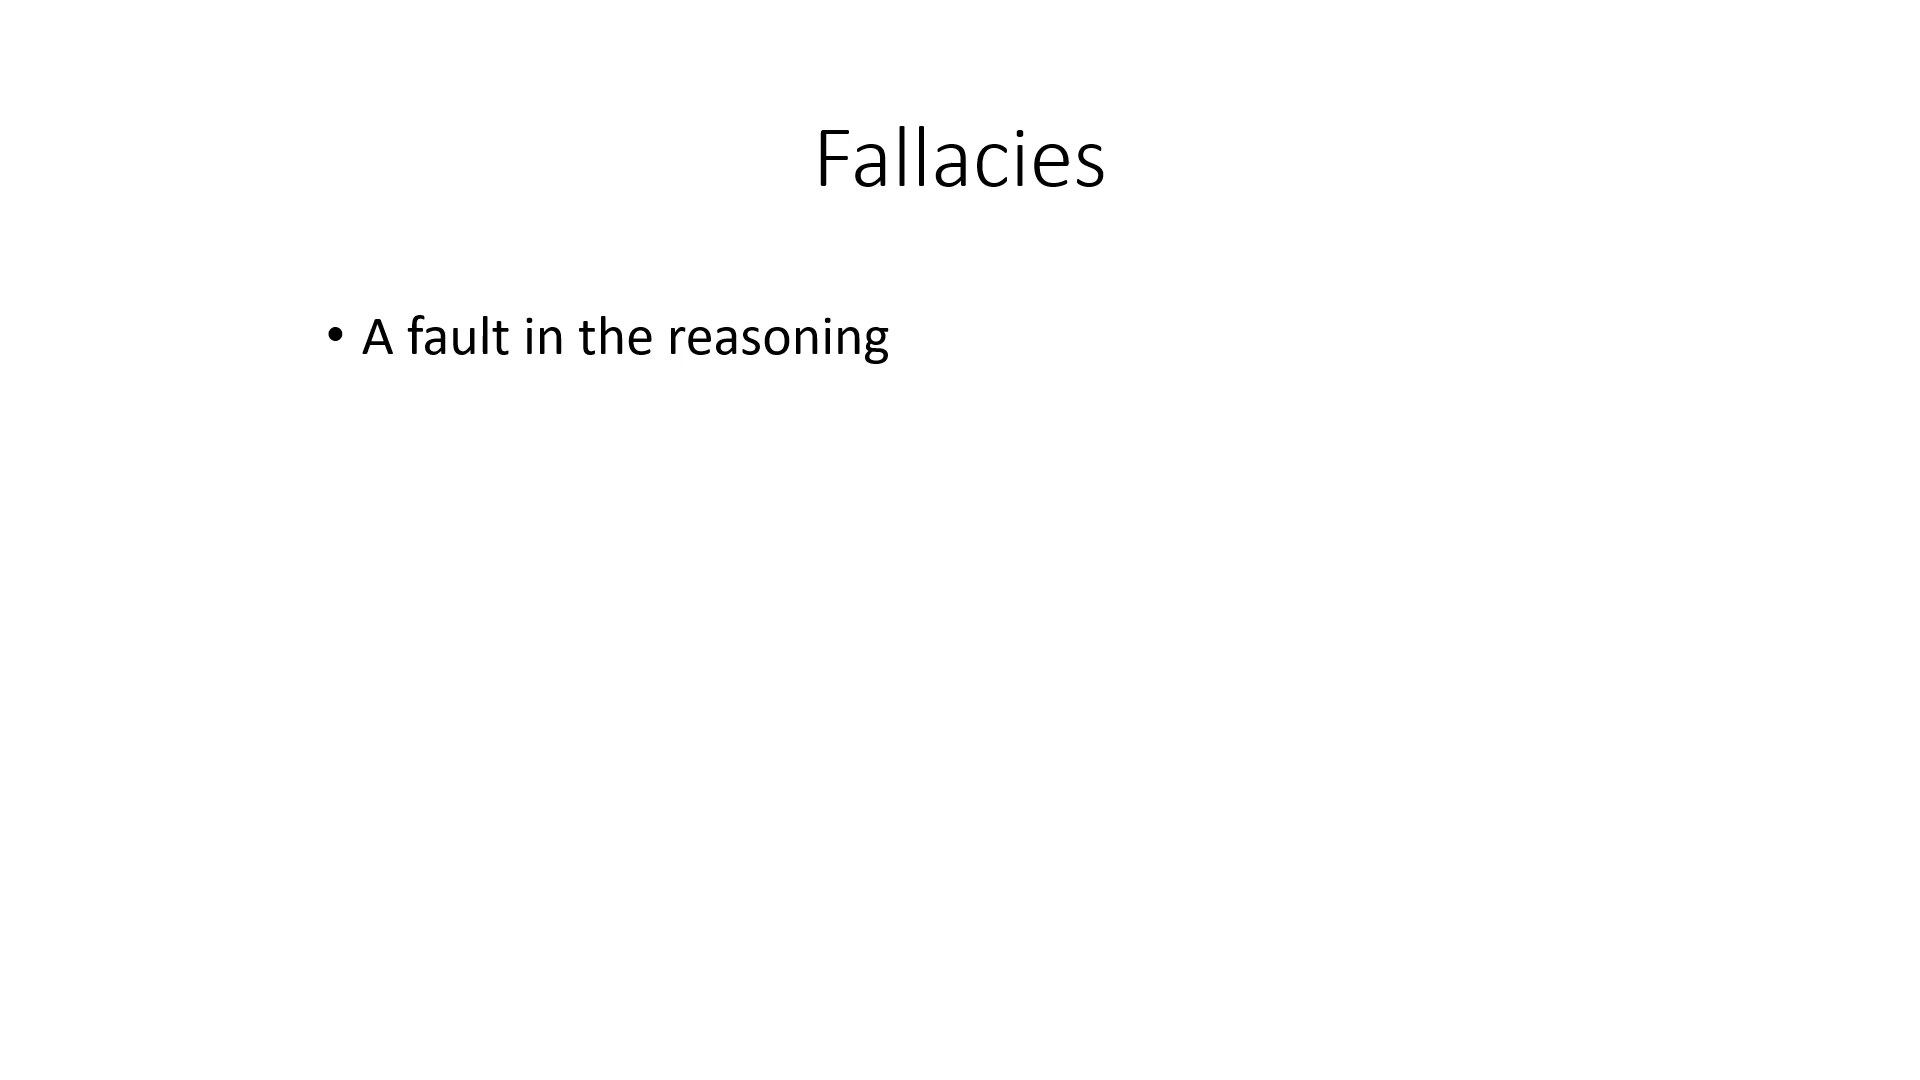 Fallacies
• A fault in the reasoning